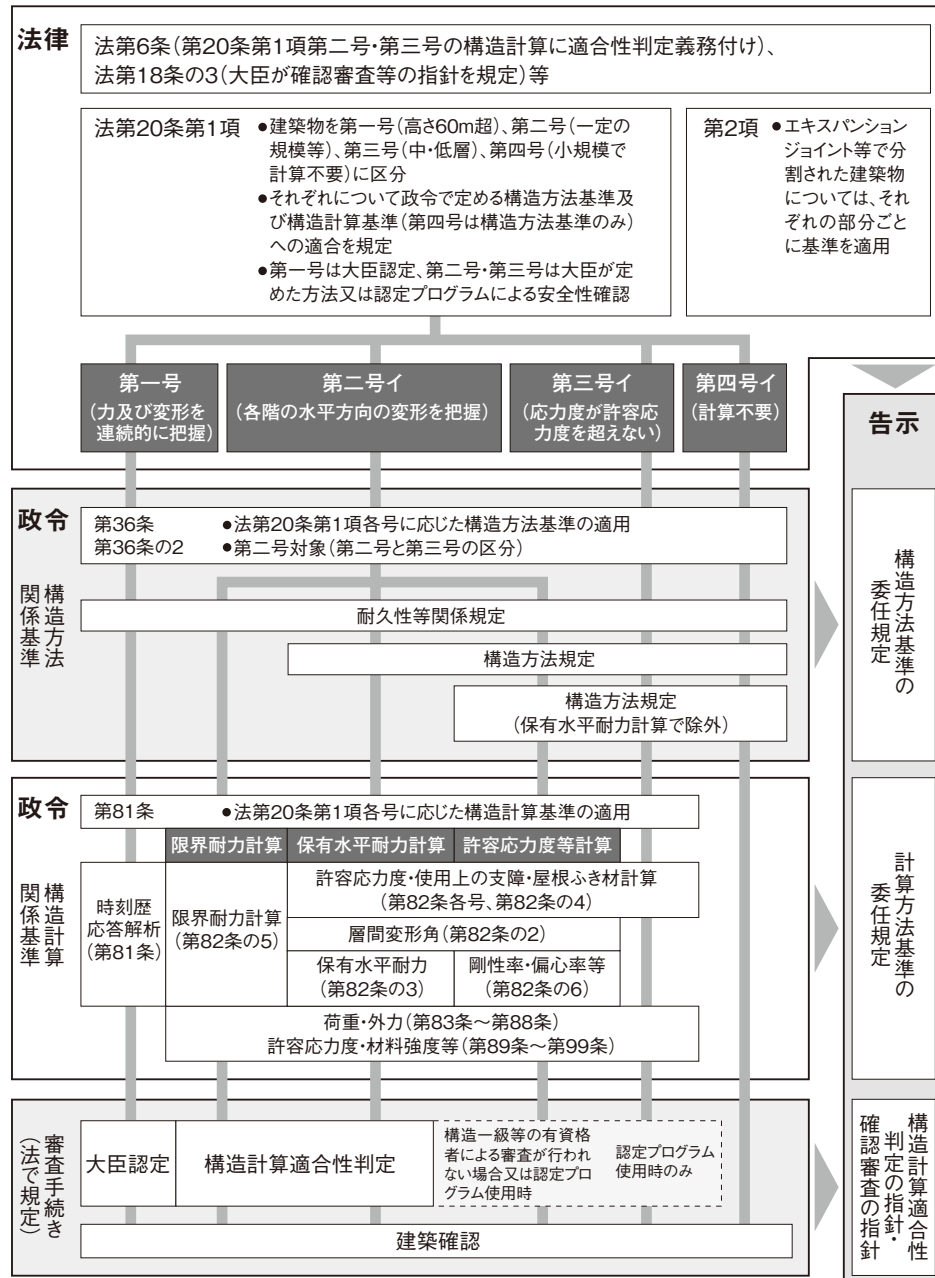 法律
法第6条(第20条第1項第二号・第三号の構造計算に適合性判定義務付け)、
法第18条の3(大臣が確認審査等の指針を規定)等
法第20条第1項
●建築物を第一号(高さ60m超)、第二号(一定の
規模等)、第三号(中・低層)、第四号(小規模で
計算不要)に区分
●それぞれについて政令で定める構造方法基準及
び構造計算基準(第四号は構造方法基準のみ)
への適合を規定
●第一号は大臣認定、第二号・第三号は大臣が定
めた方法又は認定プログラムによる安全性確認
第2項
●エキスパンション
ジョイント等で分
割された建築物
については、それ
ぞれの部分ごと
に基準を適用
第一号
(力及び変形を
連続的に把握)
第二号イ
(各階の水平方向の変形を把握)
第三号イ
(応力度が許容応
力度を超えない)
第四号イ
(計算不要)
告示
政令
構造方法
関係基準
第36条 ●法第20条第1項各号に応じた構造方法基準の適用
第36条の2 ●第二号対象(第二号と第三号の区分)
耐久性等関係規定
構造方法規定
構造方法規定
(保有水平耐力計算で除外)
構造方法基準の
委任規定
政令
構造計算
関係基準
第81条 ●法第20条第1項各号に応じた構造計算基準の適用
限界耐力計算
保有水平耐力計算
許容応力度等計算
時刻歴
応答解析
(第81条)
限界耐力計算
(第82条の5)
許容応力度・使用上の支障・屋根ふき材計算
(第82条各号、第82条の4)
層間変形角(第82条の2)
保有水平耐力
(第82条の3)
剛性率・偏心率等
(第82条の6)
荷重・外力(第83条~第88条)
許容応力度・材料強度等(第89条~第99条)
計算方法基準の
委任規定
審査手続き
(法で規定)
大臣認定
構造計算適合性判定
構造一級等の有資格
者による審査が行われ
ない場合又は認定プロ
グラム使用時
認定プログラム
使用時のみ
建築確認
構造計算適合性
判定の指針・
確認審査の指針